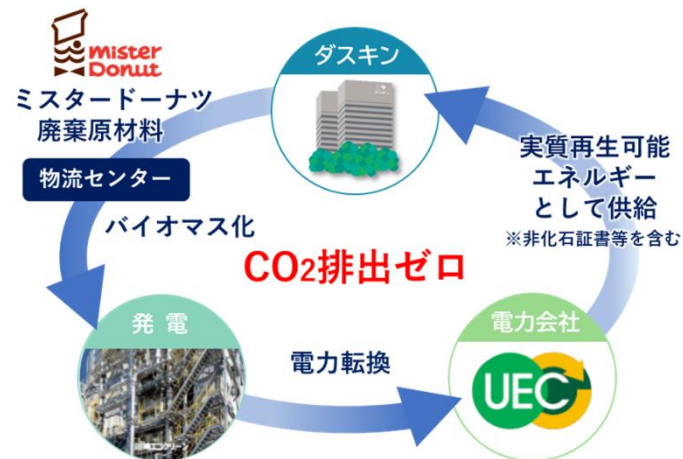 mister
Donut
ミスタードーナツ
廃棄原材料
物流センター
バイオマス化
ダスキン
実質再生可能
エネルギー
として供給
※非化石証書等を含む
CO2排出ゼロ
発電
電力転換
電力会社
UEC